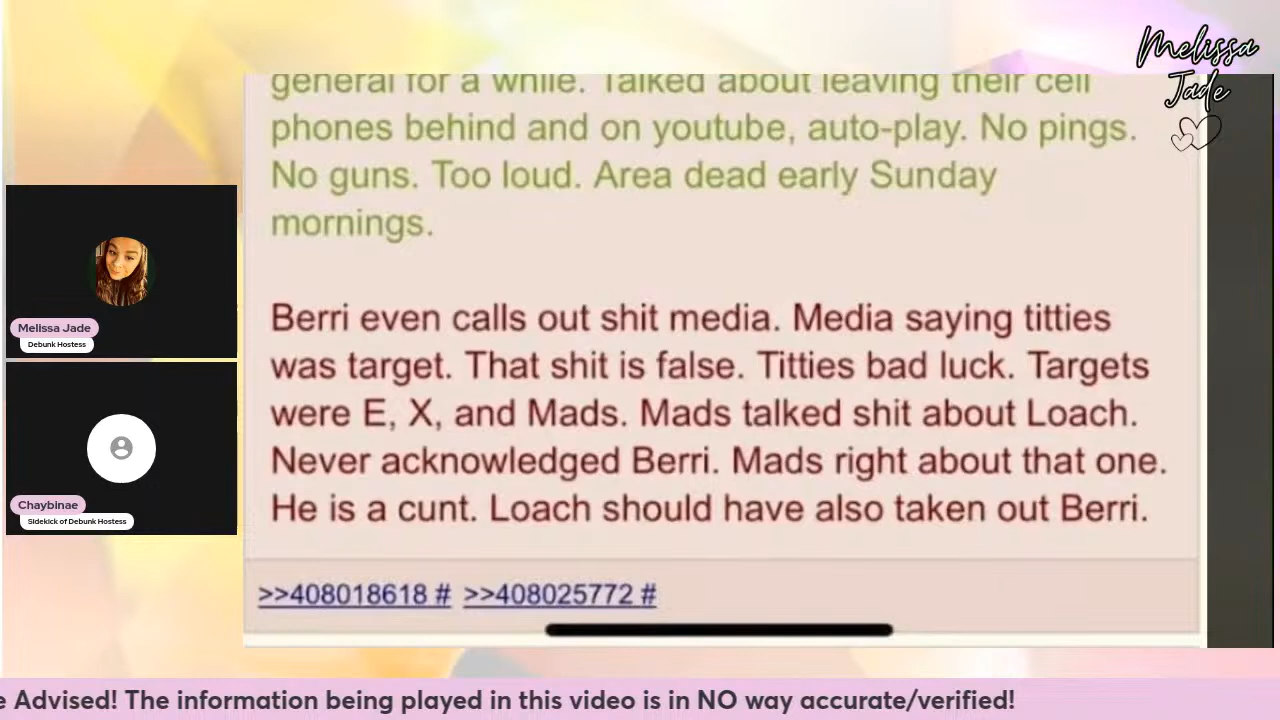 Melissa
Jade
general for a while. Talked about leaving their cell
phones behind and on youtube, auto-play. No pings.
No guns. Too loud. Area dead early Sunday
mornings.
Berri even calls out shit media. Media saying titties
was target. That shit is false. Titties bad luck. Targets
were E, X, and Mads. Mads talked shit about Loach.
Never acknowledged Berri. Mads right about that one.
He is a cunt. Loach should have also taken out Berri.
>>408018618 # >>408025772 #
Melissa Jade
Debunk Hostess
Chaybinae
Sidekick of Debunk Hostess
e Advised! The information being played in this video is in NO way accurate/verified!